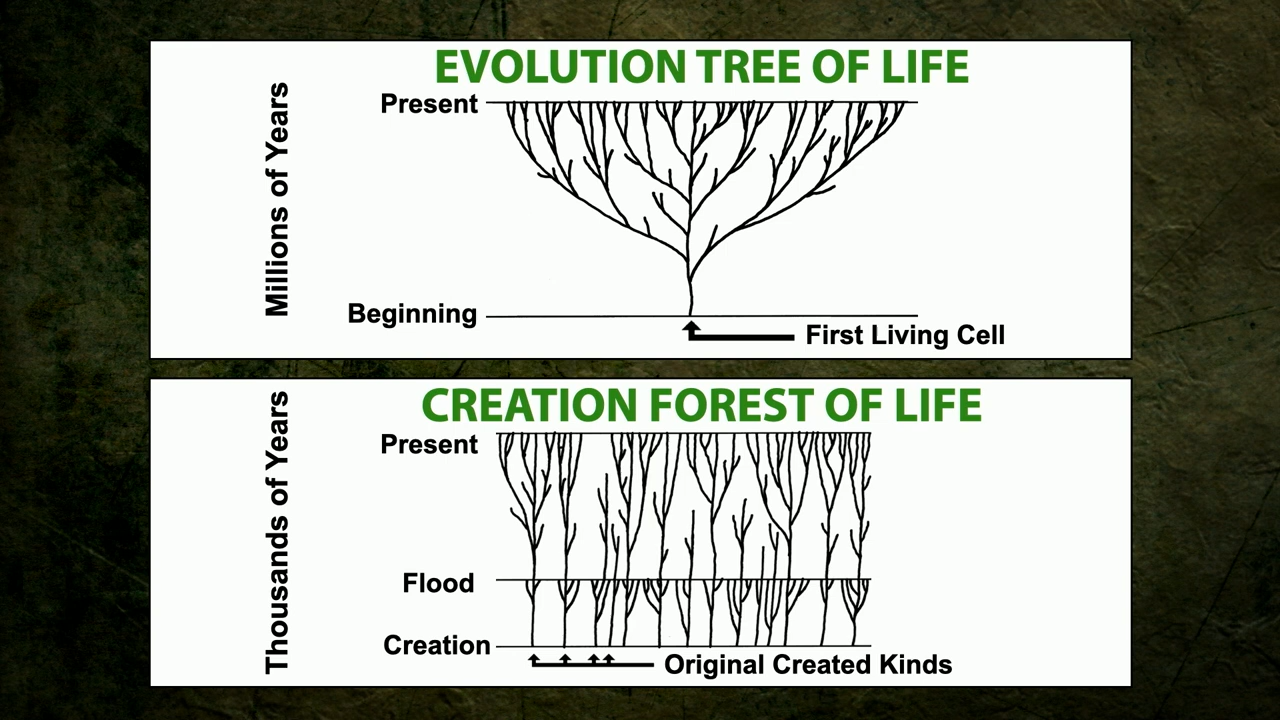 EVOLUTION TREE OF LIFE
Millions of Years
Present
Beginning
First Living Cell
CREATION FOREST OF LIFE
Thousands of Years
Present
Flood
Creation
Original Created Kinds